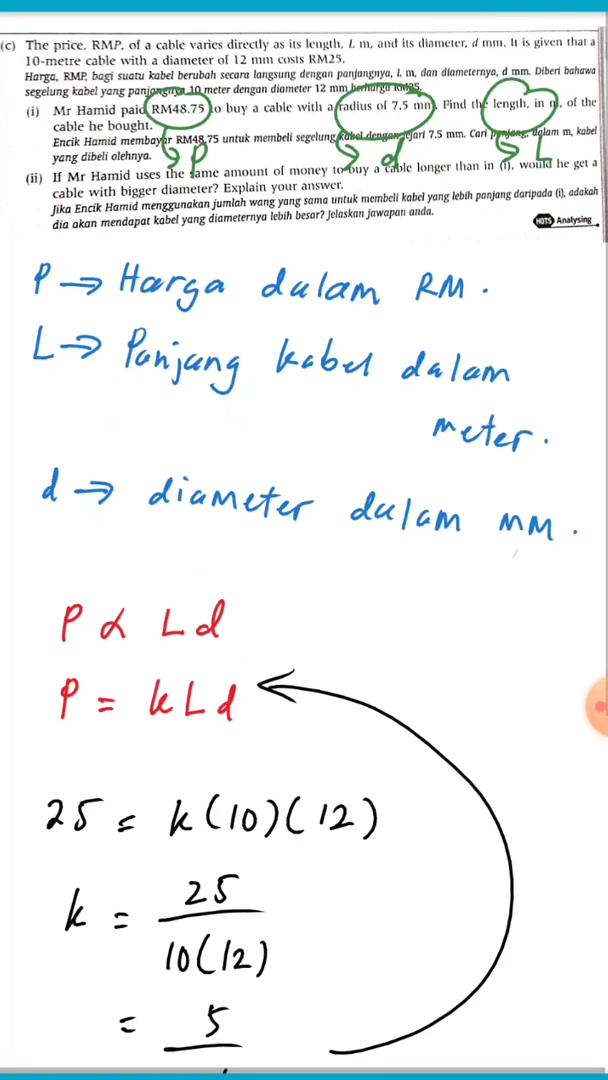 (c) The price, RMP, of a cable varies directly as its length, L m, and its diameter, d mm. It is given that a
10-metre cable with a diameter of 12 mm costs RM25.
Harga, RMP, bagi suatu kabel berubah secara langsung dengan panjangnya, L m, dan diameternya, d mm. Diberi bahawa
segelung kabel yang panjangnya 10 meter dengan diameter 12 mm berharga RM25.
(i) Mr Hamid paid RM48.75 to buy a cable with a radius of 7.5 mm. Find the length, in m, of the
cable he bought.
Encik Hamid membayar RM48.75 untuk membeli segelung kabel dengan jejari 7.5 mm. Cari panjang, dalam m, kabel
yang dibeli olehnya.
P d L
(ii) If Mr Hamid uses the same amount of money to buy a cable longer than in (i), would he get a
cable with bigger diameter? Explain your answer.
Jika Encik Hamid menggunakan jumlah wang yang sama untuk membeli kabel yang lebih panjang daripada (i), adakah
dia akan mendapat kabel yang diameternya lebih besar? Jelaskan jawapan anda.
HOTS Analysing
P → Harga dalam RM.
L → Panjang kabel dalam
meter.
d → diameter dalam mm.
P ∝ Ld
P = kLd
25 = k(10)(12)
k = 25
10(12)
= 5